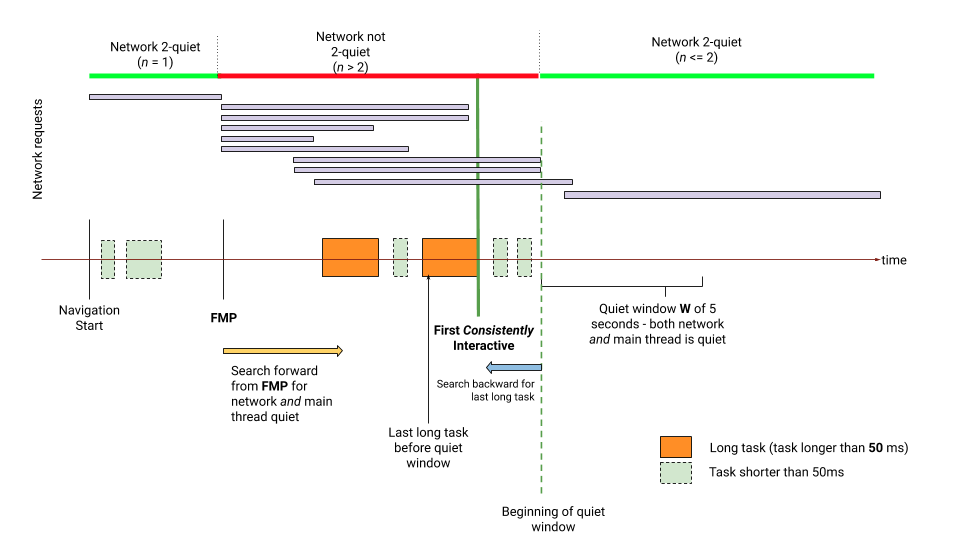 Network 2-quiet
(n = 1)
Network not
2-quiet
(n > 2)
Network 2-quiet
(n <= 2)
Network requests
time
Navigation
Start
FMP
First Consistently
Interactive
Quiet window W of 5
seconds - both network
and main thread is quiet
Search forward
from FMP for
network and main
thread quiet
Search backward for
last long task
Last long task
before quiet
window
Long task (task longer than 50 ms)
Task shorter than 50ms
Beginning of quiet
window